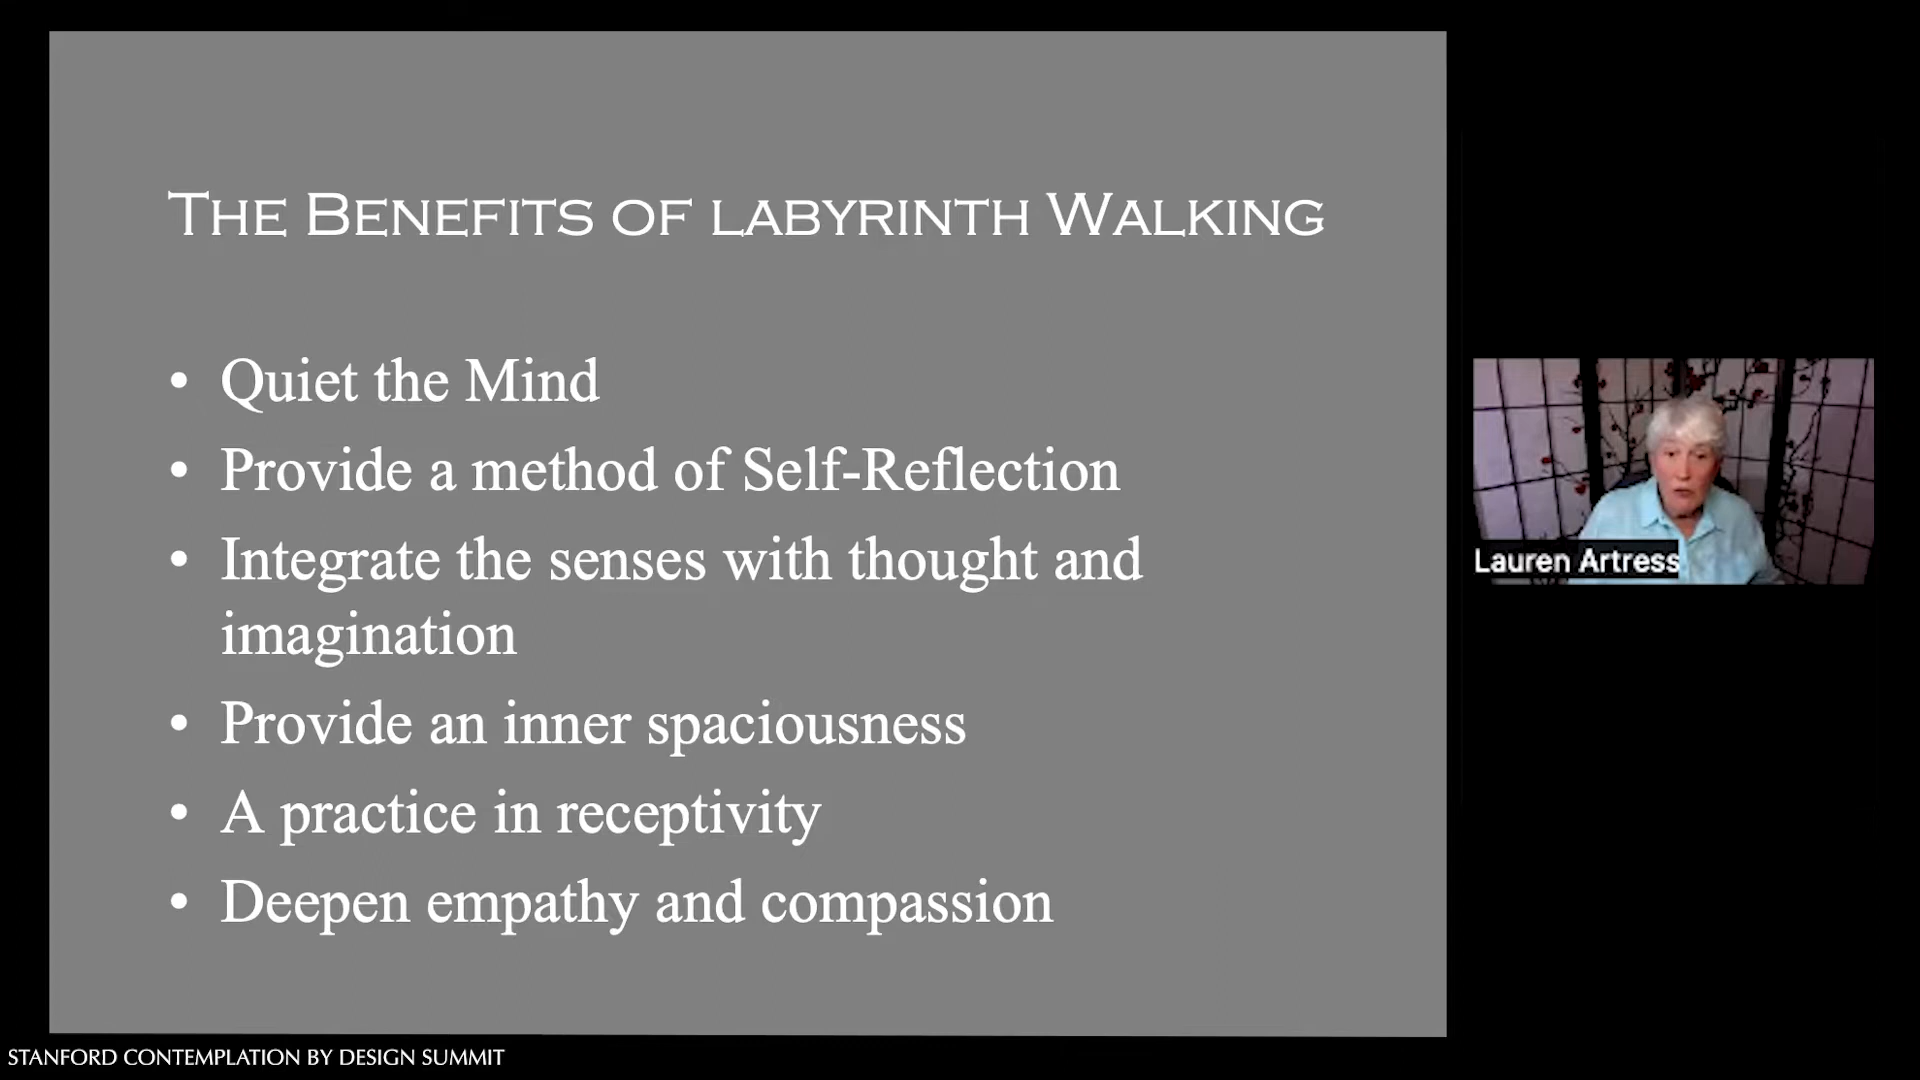 The Benefits of labyrinth Walking
• Quiet the Mind
• Provide a method of Self-Reflection
• Integrate the senses with thought and
imagination
• Provide an inner spaciousness
• A practice in receptivity
• Deepen empathy and compassion
Lauren Artress
STANFORD CONTEMPLATION BY DESIGN SUMMIT